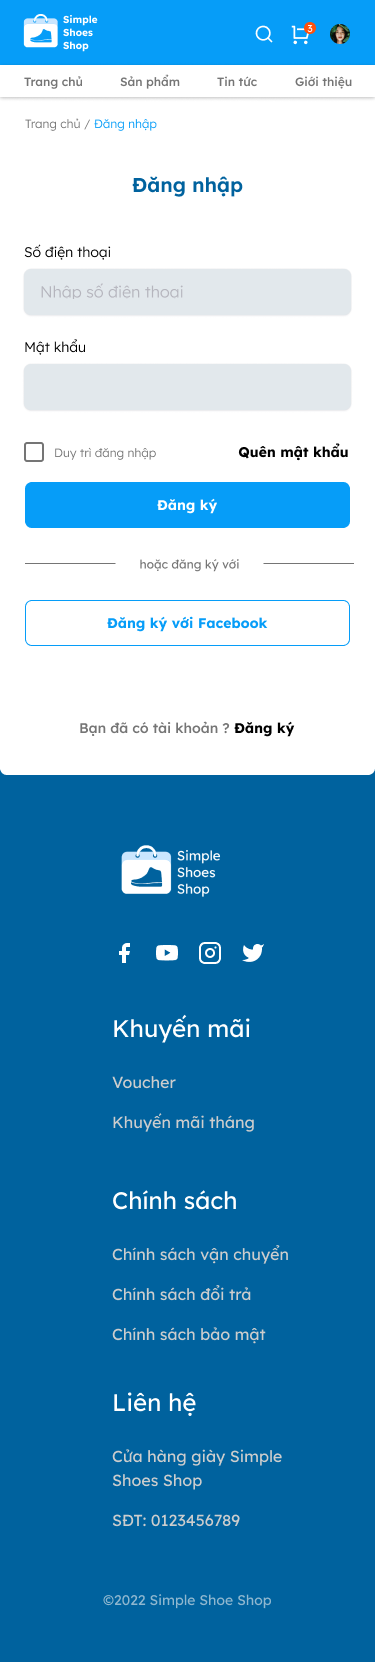 Simple
Shoes
Shop
3
Trang chủ
Sản phẩm
Tin tức
Giới thiệu
Trang chủ / Đăng nhập
Đăng nhập
Số điện thoại
Nhập số điện thoại
Mật khẩu
Duy trì đăng nhập
Quên mật khẩu
Đăng ký
hoặc đăng ký với
Đăng ký với Facebook
Bạn đã có tài khoản ? Đăng ký
Simple
Shoes
Shop
Khuyến mãi
Voucher
Khuyến mãi tháng
Chính sách
Chính sách vận chuyển
Chính sách đổi trả
Chính sách bảo mật
Liên hệ
Cửa hàng giày Simple
Shoes Shop
SĐT: 0123456789
©2022 Simple Shoe Shop